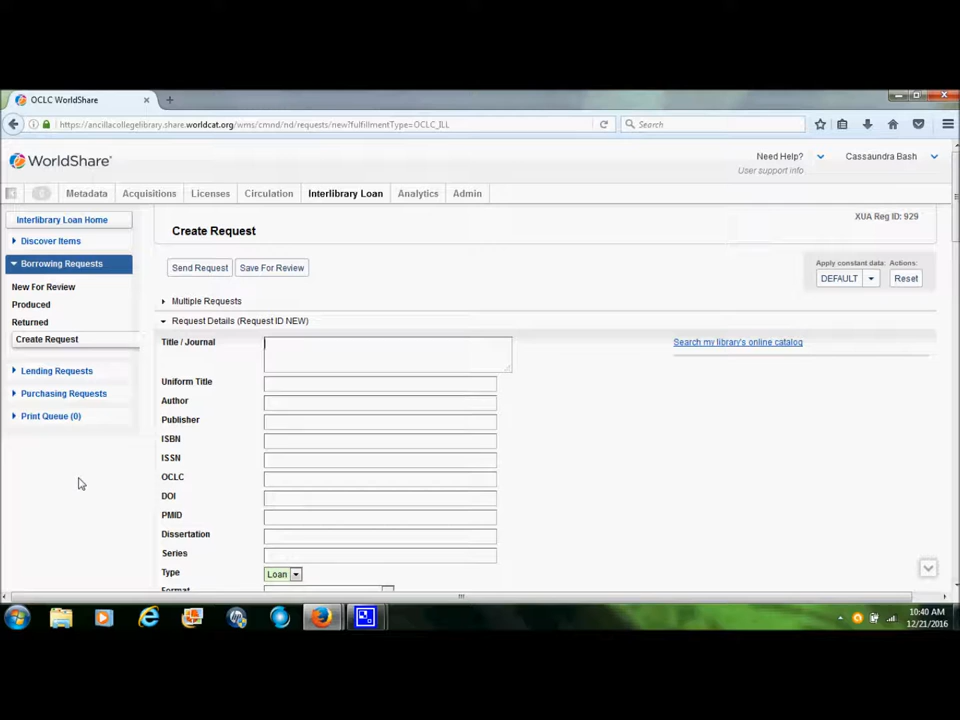 OCLC WorldShare
https://ancillacollegelibrary.share.worldcat.org/wms/cmnd/nd/requests/new?fulfillmentType=OCLC_ILL
Search
WorldShare®
Need Help?
Cassaundra Bash
User support info
Metadata
Acquisitions
Licenses
Circulation
Interlibrary Loan
Analytics
Admin
Interlibrary Loan Home
Discover Items
Borrowing Requests
New For Review
Produced
Returned
Create Request
Lending Requests
Purchasing Requests
Print Queue (0)
XUA Reg ID: 929
Create Request
Send Request
Save For Review
Apply constant data:
Actions:
DEFAULT
Reset
Multiple Requests
Request Details (Request ID NEW)
Title / Journal
Search my library's online catalog
Uniform Title
Author
Publisher
ISBN
ISSN
OCLC
DOI
PMID
Dissertation
Series
Type
Loan
Format
10:40 AM
12/21/2016